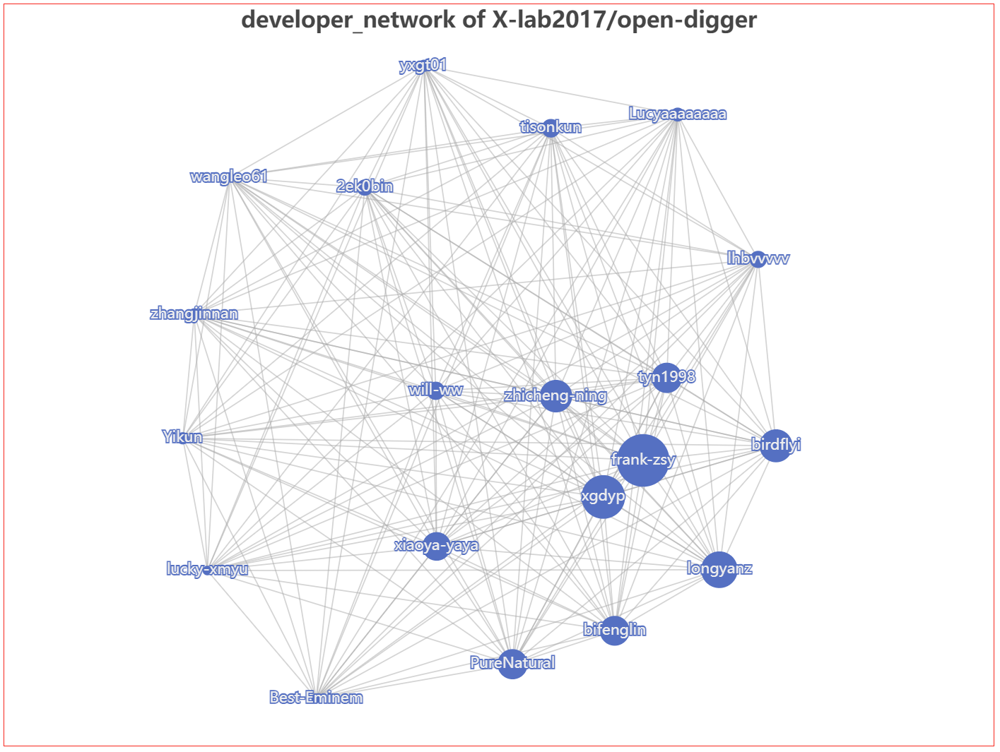 developer_network of X-lab2017/open-digger
yxgt01
Lucyaaaaaaaa
tisonkun
wangleo61
2ek0bin
lhbvvvvv
zhangjinnan
tyn1998
will-ww
zhicheng-ning
Yikun
birdflyi
frank-zsy
xgdyp
xiaoya-yaya
lucky-xmyu
longyanz
bifenglin
PureNatural
Best-Eminem